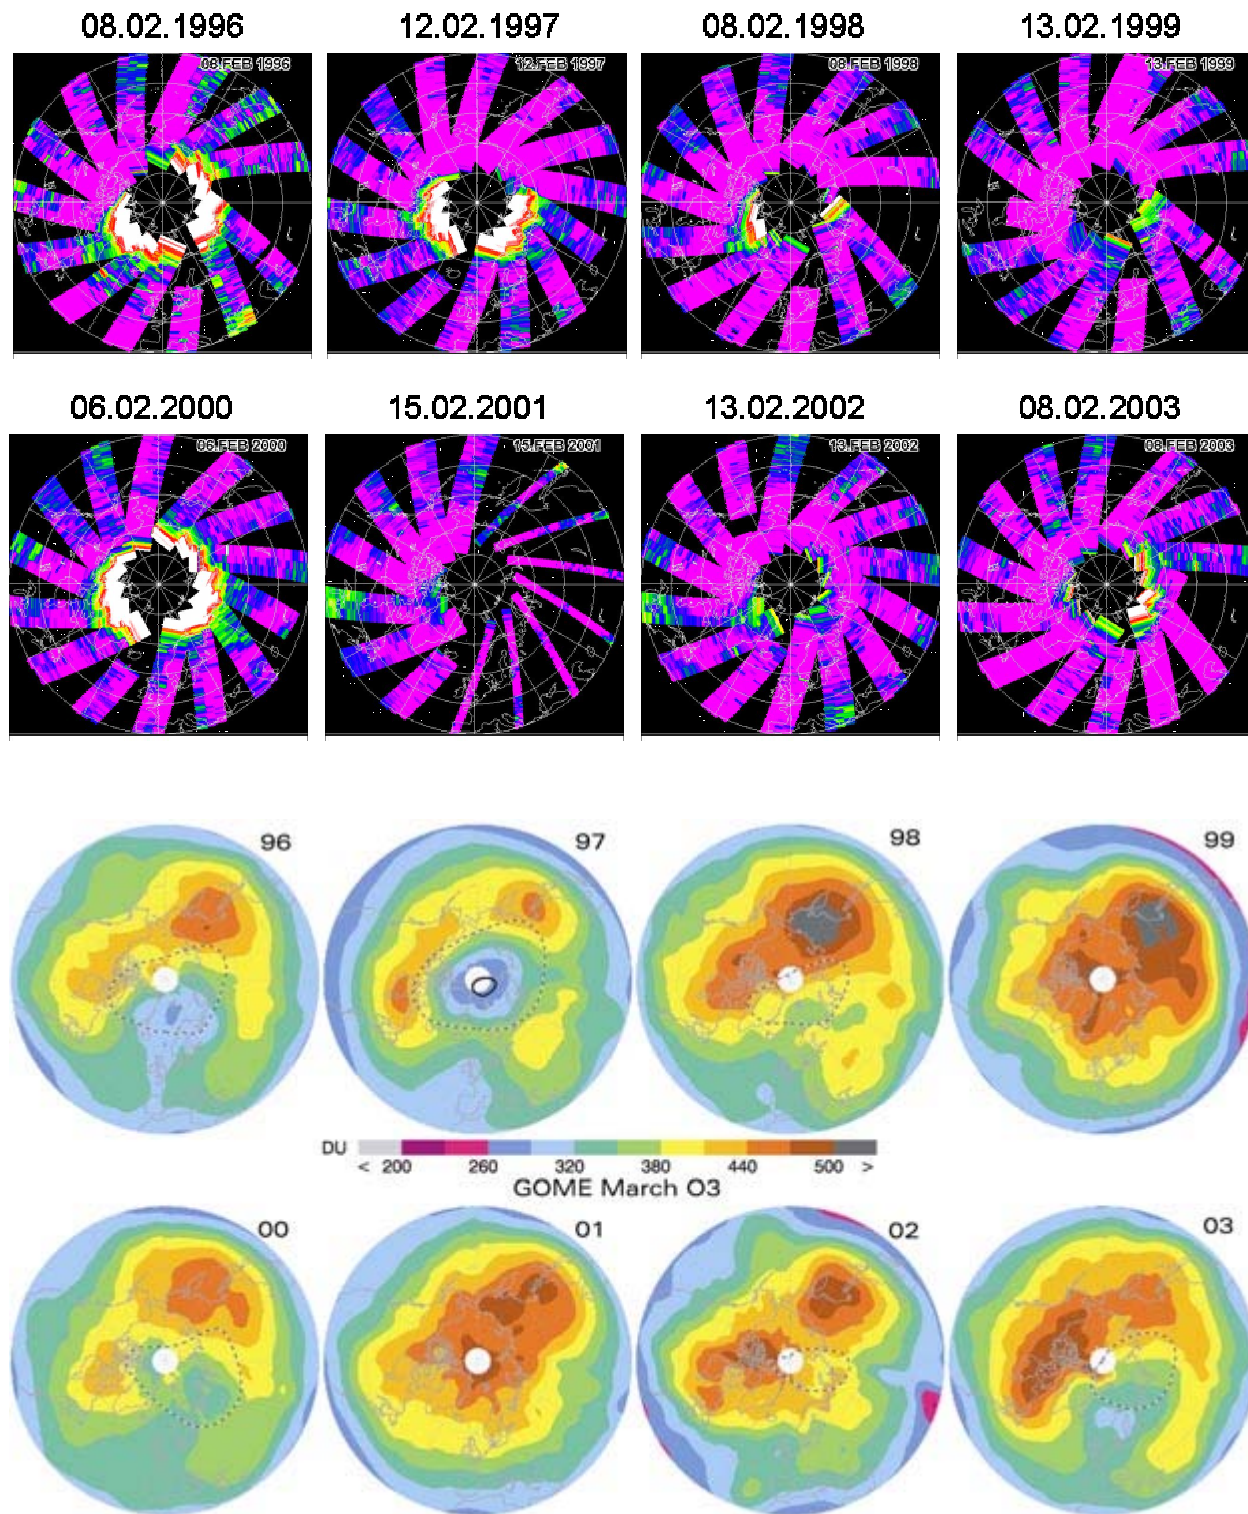 08.02.1996 12.02.1997 08.02.1998 13.02.1999
08.FEB 1996 12.FEB 1997 08.FEB 1998 13.FEB 1999
06.02.2000 15.02.2001 13.02.2002 08.02.2003
06.FEB 2000 15.FEB 2001 13.FEB 2002 08.FEB 2003
96 97 98 99
DU < 200 260 320 380 440 500 >
GOME March O3
00 01 02 03